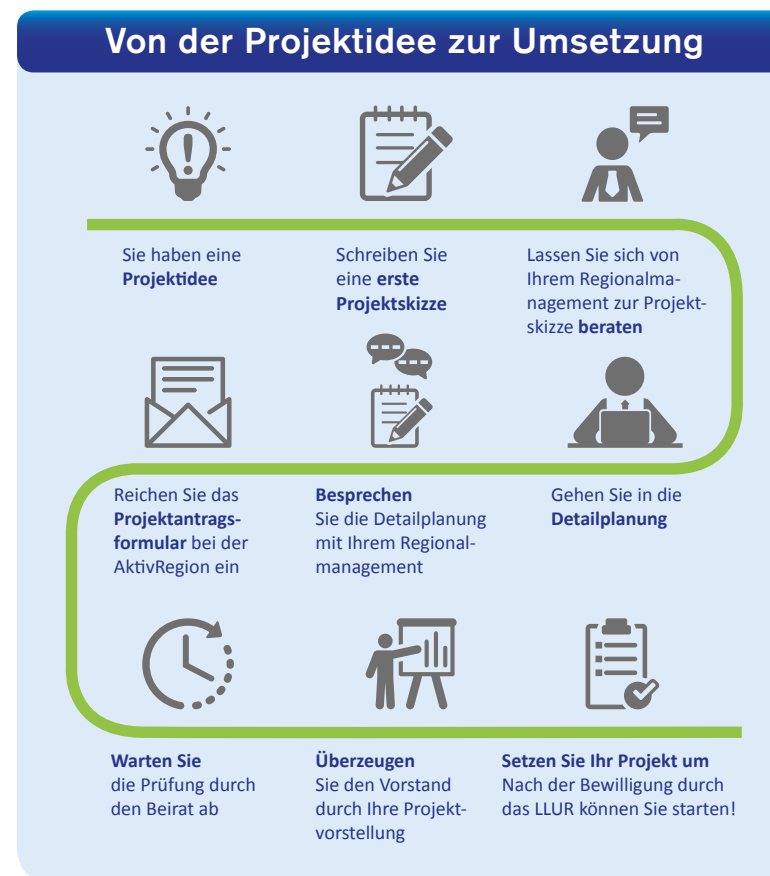 Von der Projektidee zur Umsetzung
Sie haben eine
Projektidee
Schreiben Sie
eine erste
Projektskizze
Lassen Sie sich von
Ihrem Regionalma-
nagement zur Projekt-
skizze beraten
Gehen Sie in die
Detailplanung
Besprechen
Sie die Detailplanung
mit Ihrem Regional-
management
Reichen Sie das
Projektantrags-
formular bei der
AktivRegion ein
Warten Sie
die Prüfung durch
den Beirat ab
Überzeugen
Sie den Vorstand
durch Ihre Projekt-
vorstellung
Setzen Sie Ihr Projekt um
Nach der Bewilligung durch
das LLUR können Sie starten!